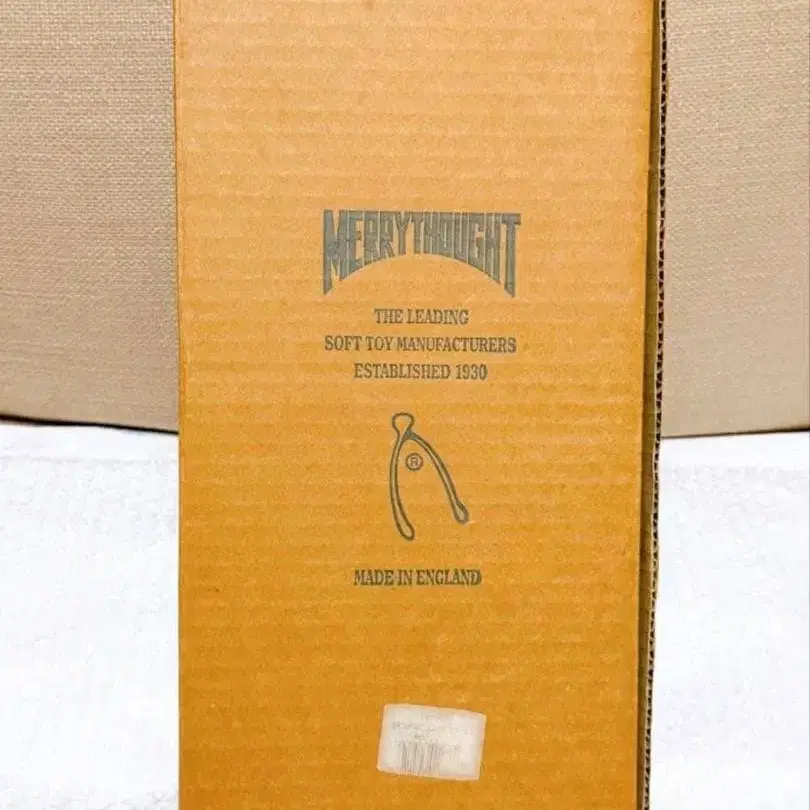 MERRYTHOUGHT
THE LEADING
SOFT TOY MANUFACTURERS
ESTABLISHED 1930
®
MADE IN ENGLAND